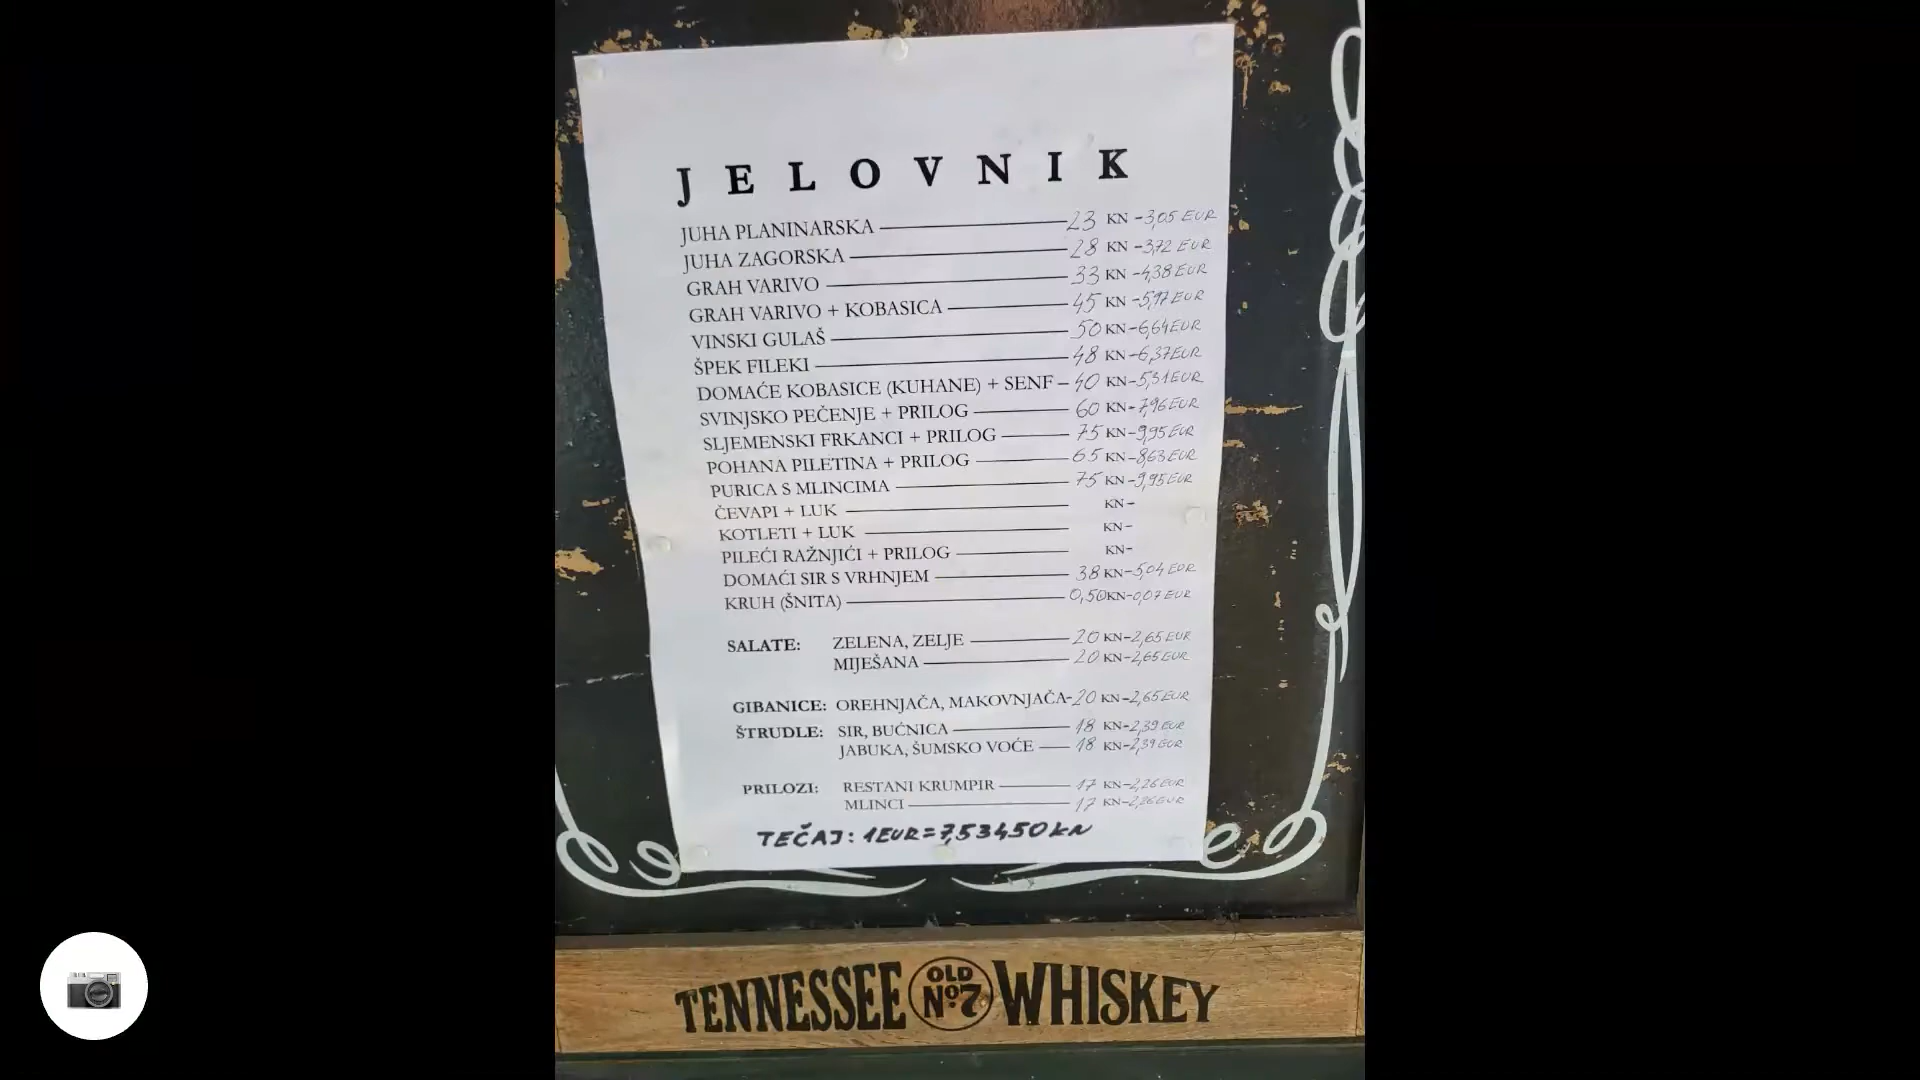 JELOVNIK
JUHA PLANINARSKA 23 KN - 3,05 EUR
JUHA ZAGORSKA 28 KN - 3,72 EUR
GRAH VARIVO 33 KN - 4,38 EUR
GRAH VARIVO + KOBASICA 45 KN - 5,97 EUR
VINSKI GULAŠ 50 KN - 6,64 EUR
ŠPEK FILEKI 48 KN - 6,37 EUR
DOMAĆE KOBASICE (KUHANE) + SENF - 40 KN - 5,31 EUR
SVINJSKO PEČENJE + PRILOG 60 KN - 7,96 EUR
SLJEMENSKI FRKANCI + PRILOG 75 KN - 9,95 EUR
POHANA PILETINA + PRILOG 65 KN - 8,63 EUR
PURICA S MLINCIMA 75 KN - 9,95 EUR
ČEVAPI + LUK KN -
KOTLETI + LUK KN -
PILEĆI RAŽNJIĆI + PRILOG KN -
DOMAĆI SIR S VRHNJEM 38 KN - 5,04 EUR
KRUH (ŠNITA) 0,50 KN - 0,07 EUR
SALATE: ZELENA, ZELJE 20 KN - 2,65 EUR
MIJEŠANA 20 KN - 2,65 EUR
GIBANICE: OREHNJAČA, MAKOVNJAČA - 20 KN - 2,65 EUR
ŠTRUDLE: SIR, BUČNICA 18 KN - 2,39 EUR
JABUKA, ŠUMSKO VOĆE 18 KN - 2,39 EUR
PRILOZI: RESTANI KRUMPIR 17 KN - 2,26 EUR
MLINCI 17 KN - 2,26 EUR
TEČAJ: 1 EUR = 7,53450 KN
TENNESSEE OLD No. 7 WHISKEY